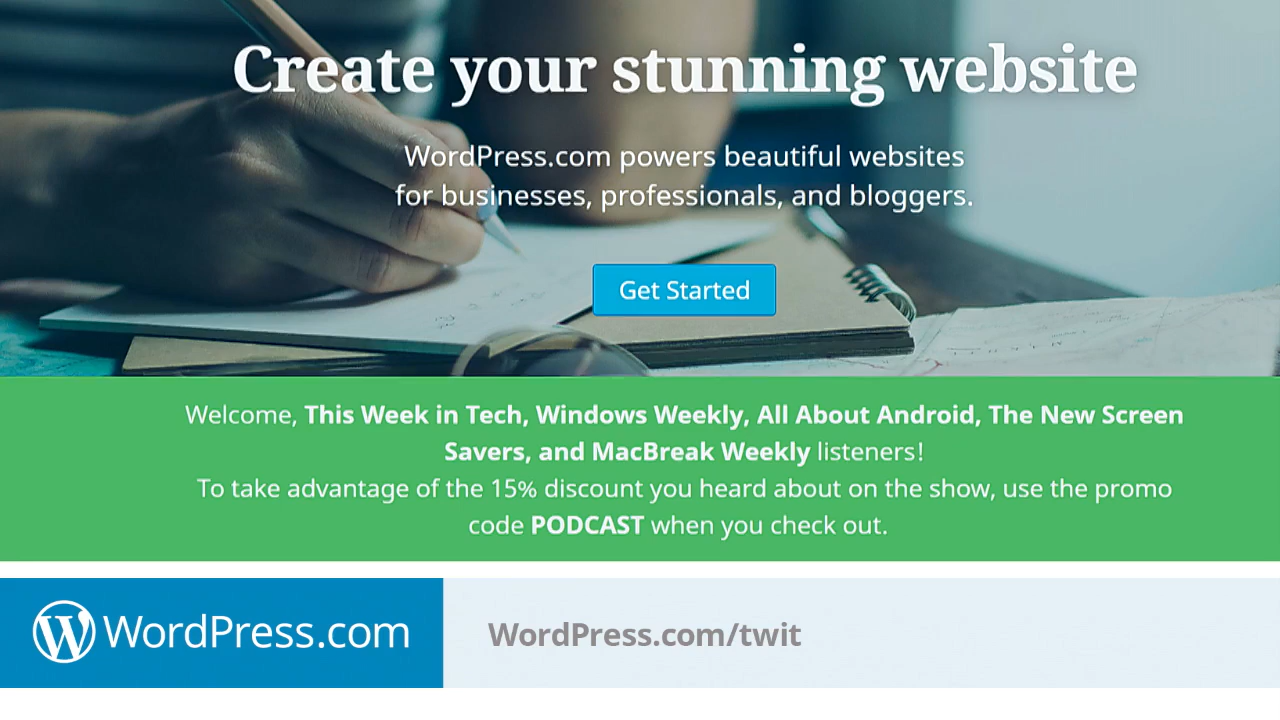 Create your stunning website
WordPress.com powers beautiful websites
for businesses, professionals, and bloggers.
Get Started
Welcome, This Week in Tech, Windows Weekly, All About Android, The New Screen
Savers, and MacBreak Weekly listeners!
To take advantage of the 15% discount you heard about on the show, use the promo
code PODCAST when you check out.
WordPress.com
WordPress.com/twit